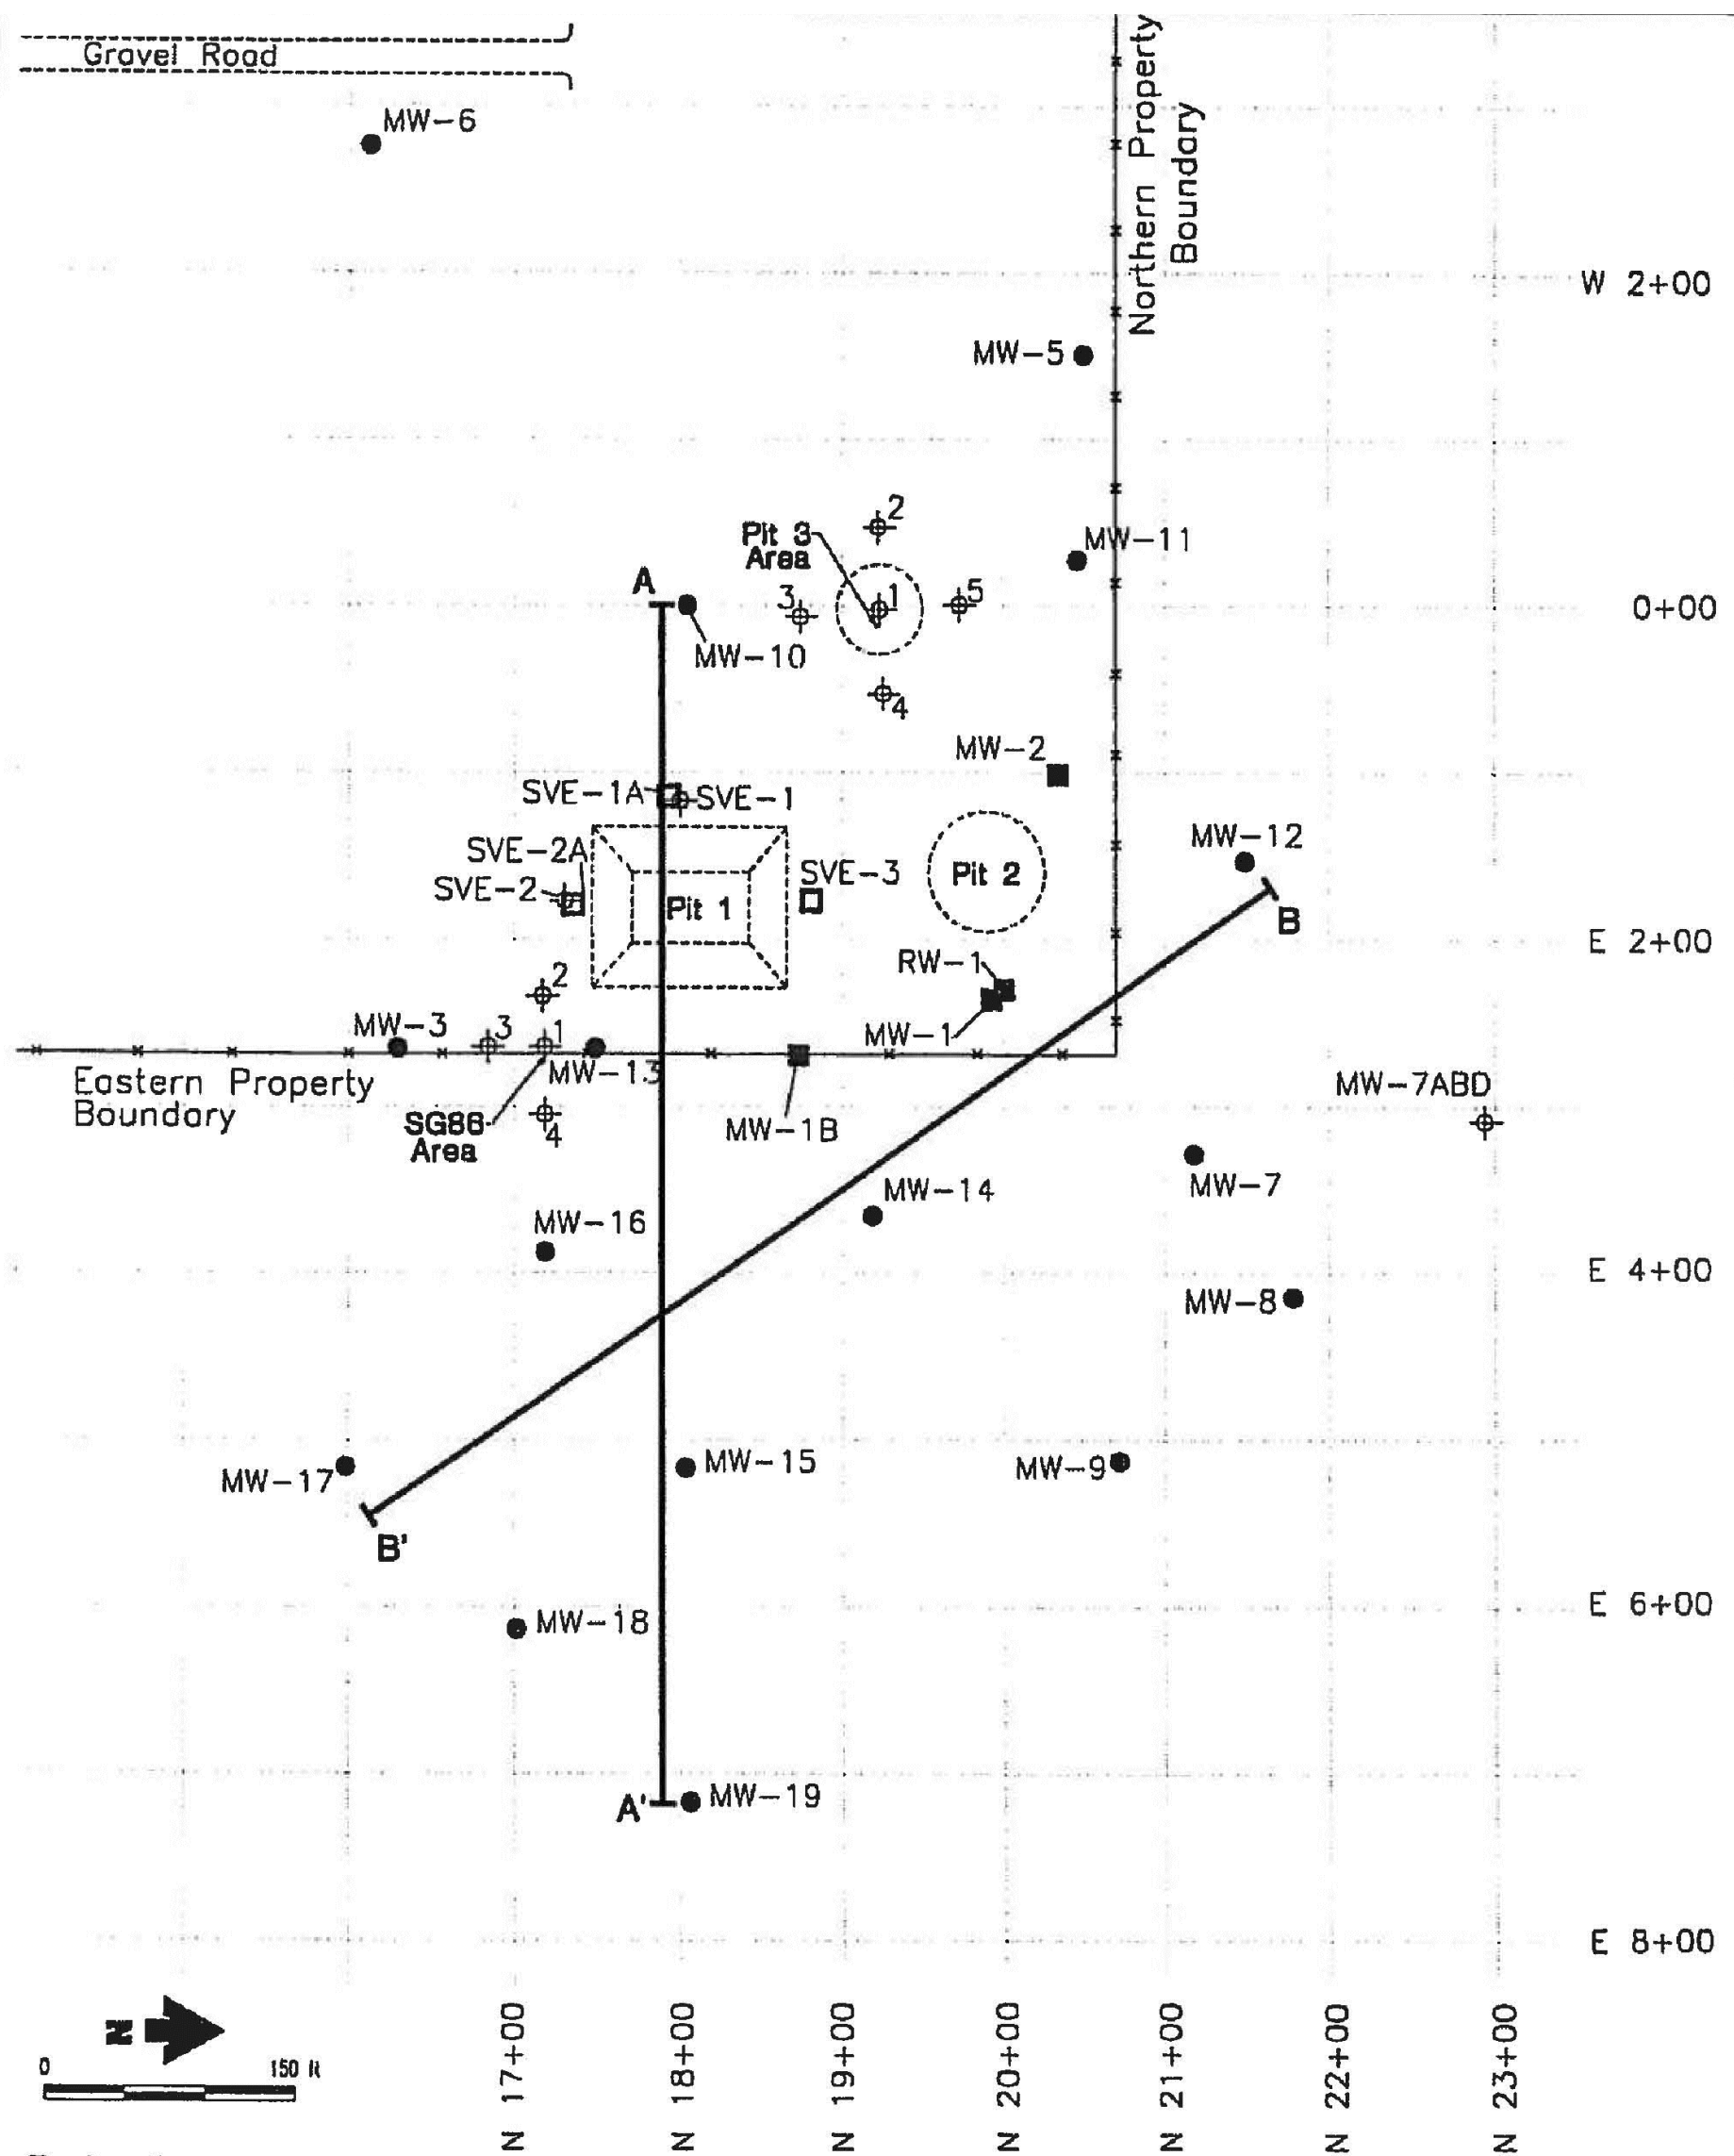 Gravel Road
MW-6
Northern Property
Boundary
W 2+00
MW-5
2
Pit 3
Area
MW-11
A
3
1
5
0+00
MW-10
4
MW-2
SVE-1A
SVE-1
MW-12
SVE-2A
SVE-2
SVE-3
Pit 1
Pit 2
B
E 2+00
RW-1
2
MW-3
3
1
MW-1
MW-13
Eastern Property
Boundary
MW-7ABD
SG86
Area
4
MW-1B
MW-7
MW-14
MW-16
E 4+00
MW-8
MW-17
MW-15
MW-9
B'
E 6+00
MW-18
A'
MW-19
E 8+00
N
0
150 ft
N 17+00
N 18+00
N 19+00
N 20+00
N 21+00
N 22+00
N 23+00